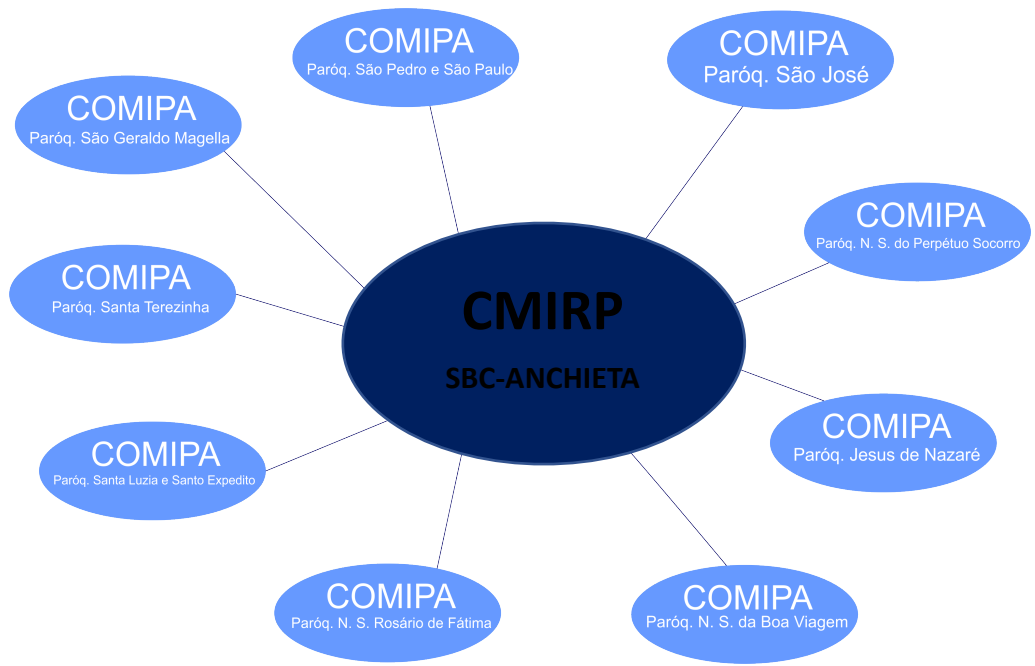 COMIPA
Paróq. São Pedro e São Paulo
COMIPA
Paróq. São José
COMIPA
Paróq. São Geraldo Magella
COMIPA
Paróq. N. S. do Perpétuo Socorro
COMIPA
Paróq. Santa Terezinha
CMIRP
SBC-ANCHIETA
COMIPA
Paróq. Jesus de Nazaré
COMIPA
Paróq. Santa Luzia e Santo Expedito
COMIPA
Paróq. N. S. Rosário de Fátima
COMIPA
Paróq. N. S. da Boa Viagem